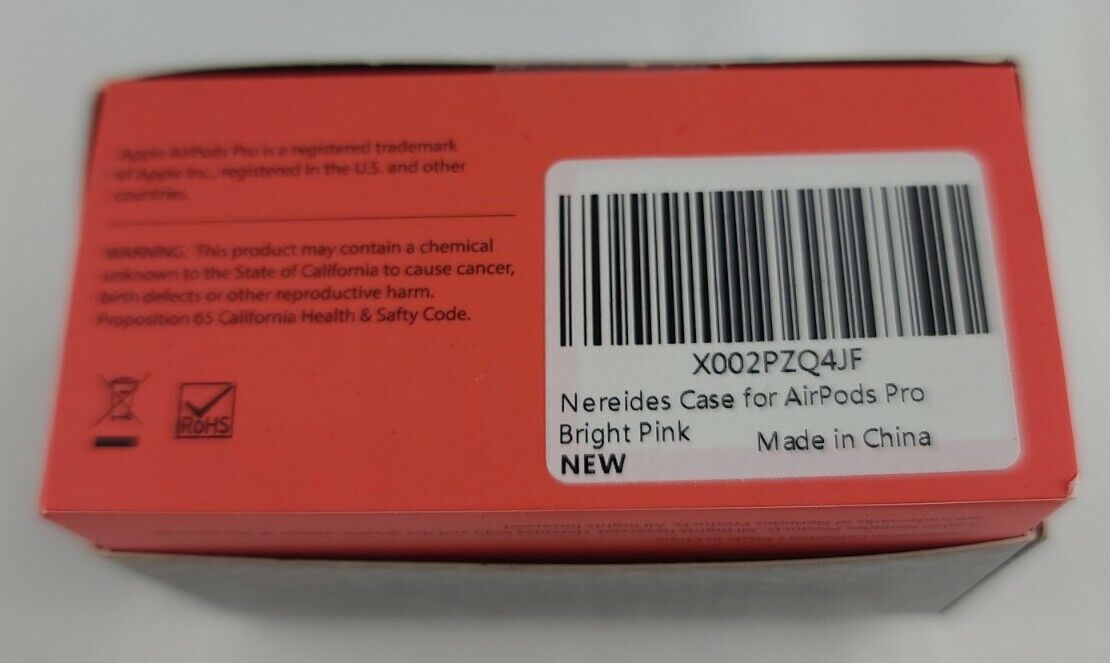 Apple AirPods Pro is a registered trademark
of Apple Inc., registered in the U.S. and other
countries.
WARNING: This product may contain a chemical
unknown to the State of California to cause cancer,
birth defects or other reproductive harm.
Proposition 65 California Health & Safty Code.
RoHS
X002PZQ4JF
Nereides Case for AirPods Pro
Bright Pink
Made in China
NEW